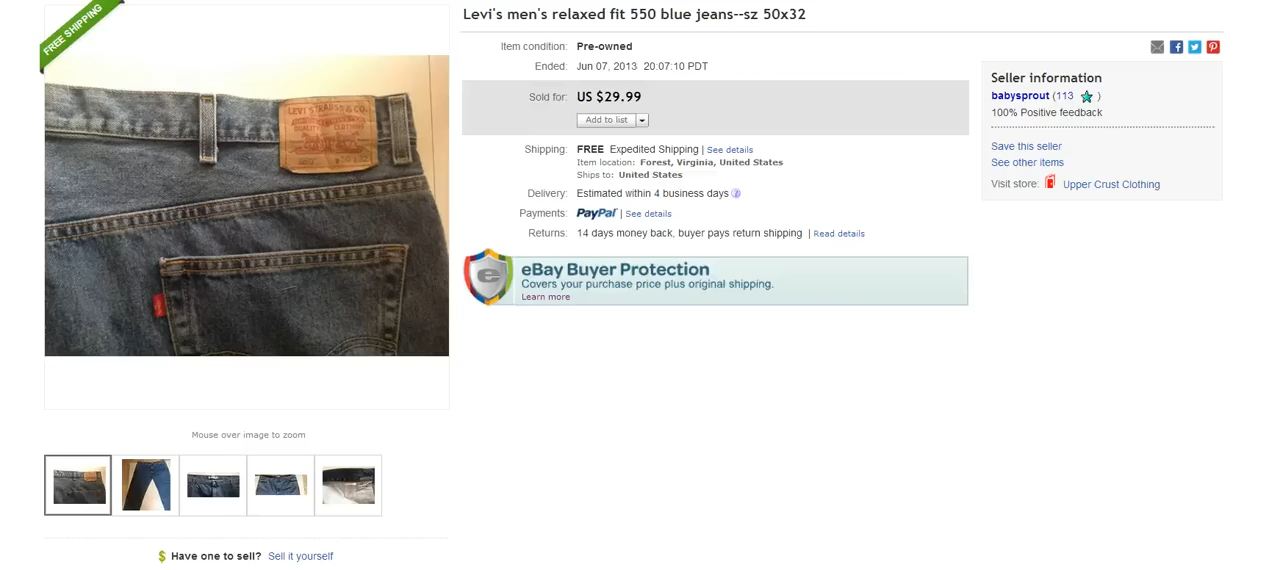 FREE SHIPPING
Levi's men's relaxed fit 550 blue jeans--sz 50x32
Item condition: Pre-owned
Ended: Jun 07, 2013 20:07:10 PDT
Sold for: US $29.99
Add to list
Shipping: FREE Expedited Shipping | See details
Item location: Forest, Virginia, United States
Ships to: United States
Delivery: Estimated within 4 business days
Payments: PayPal | See details
Returns: 14 days money back, buyer pays return shipping | Read details
eBay Buyer Protection
Covers your purchase price plus original shipping.
Learn more
Seller information
babysprout (113 )
100% Positive feedback
Save this seller
See other items
Visit store: Upper Crust Clothing
LEVI STRAUSS & CO.
QUALITY CLOTHING
Mouse over image to zoom
$ Have one to sell? Sell it yourself